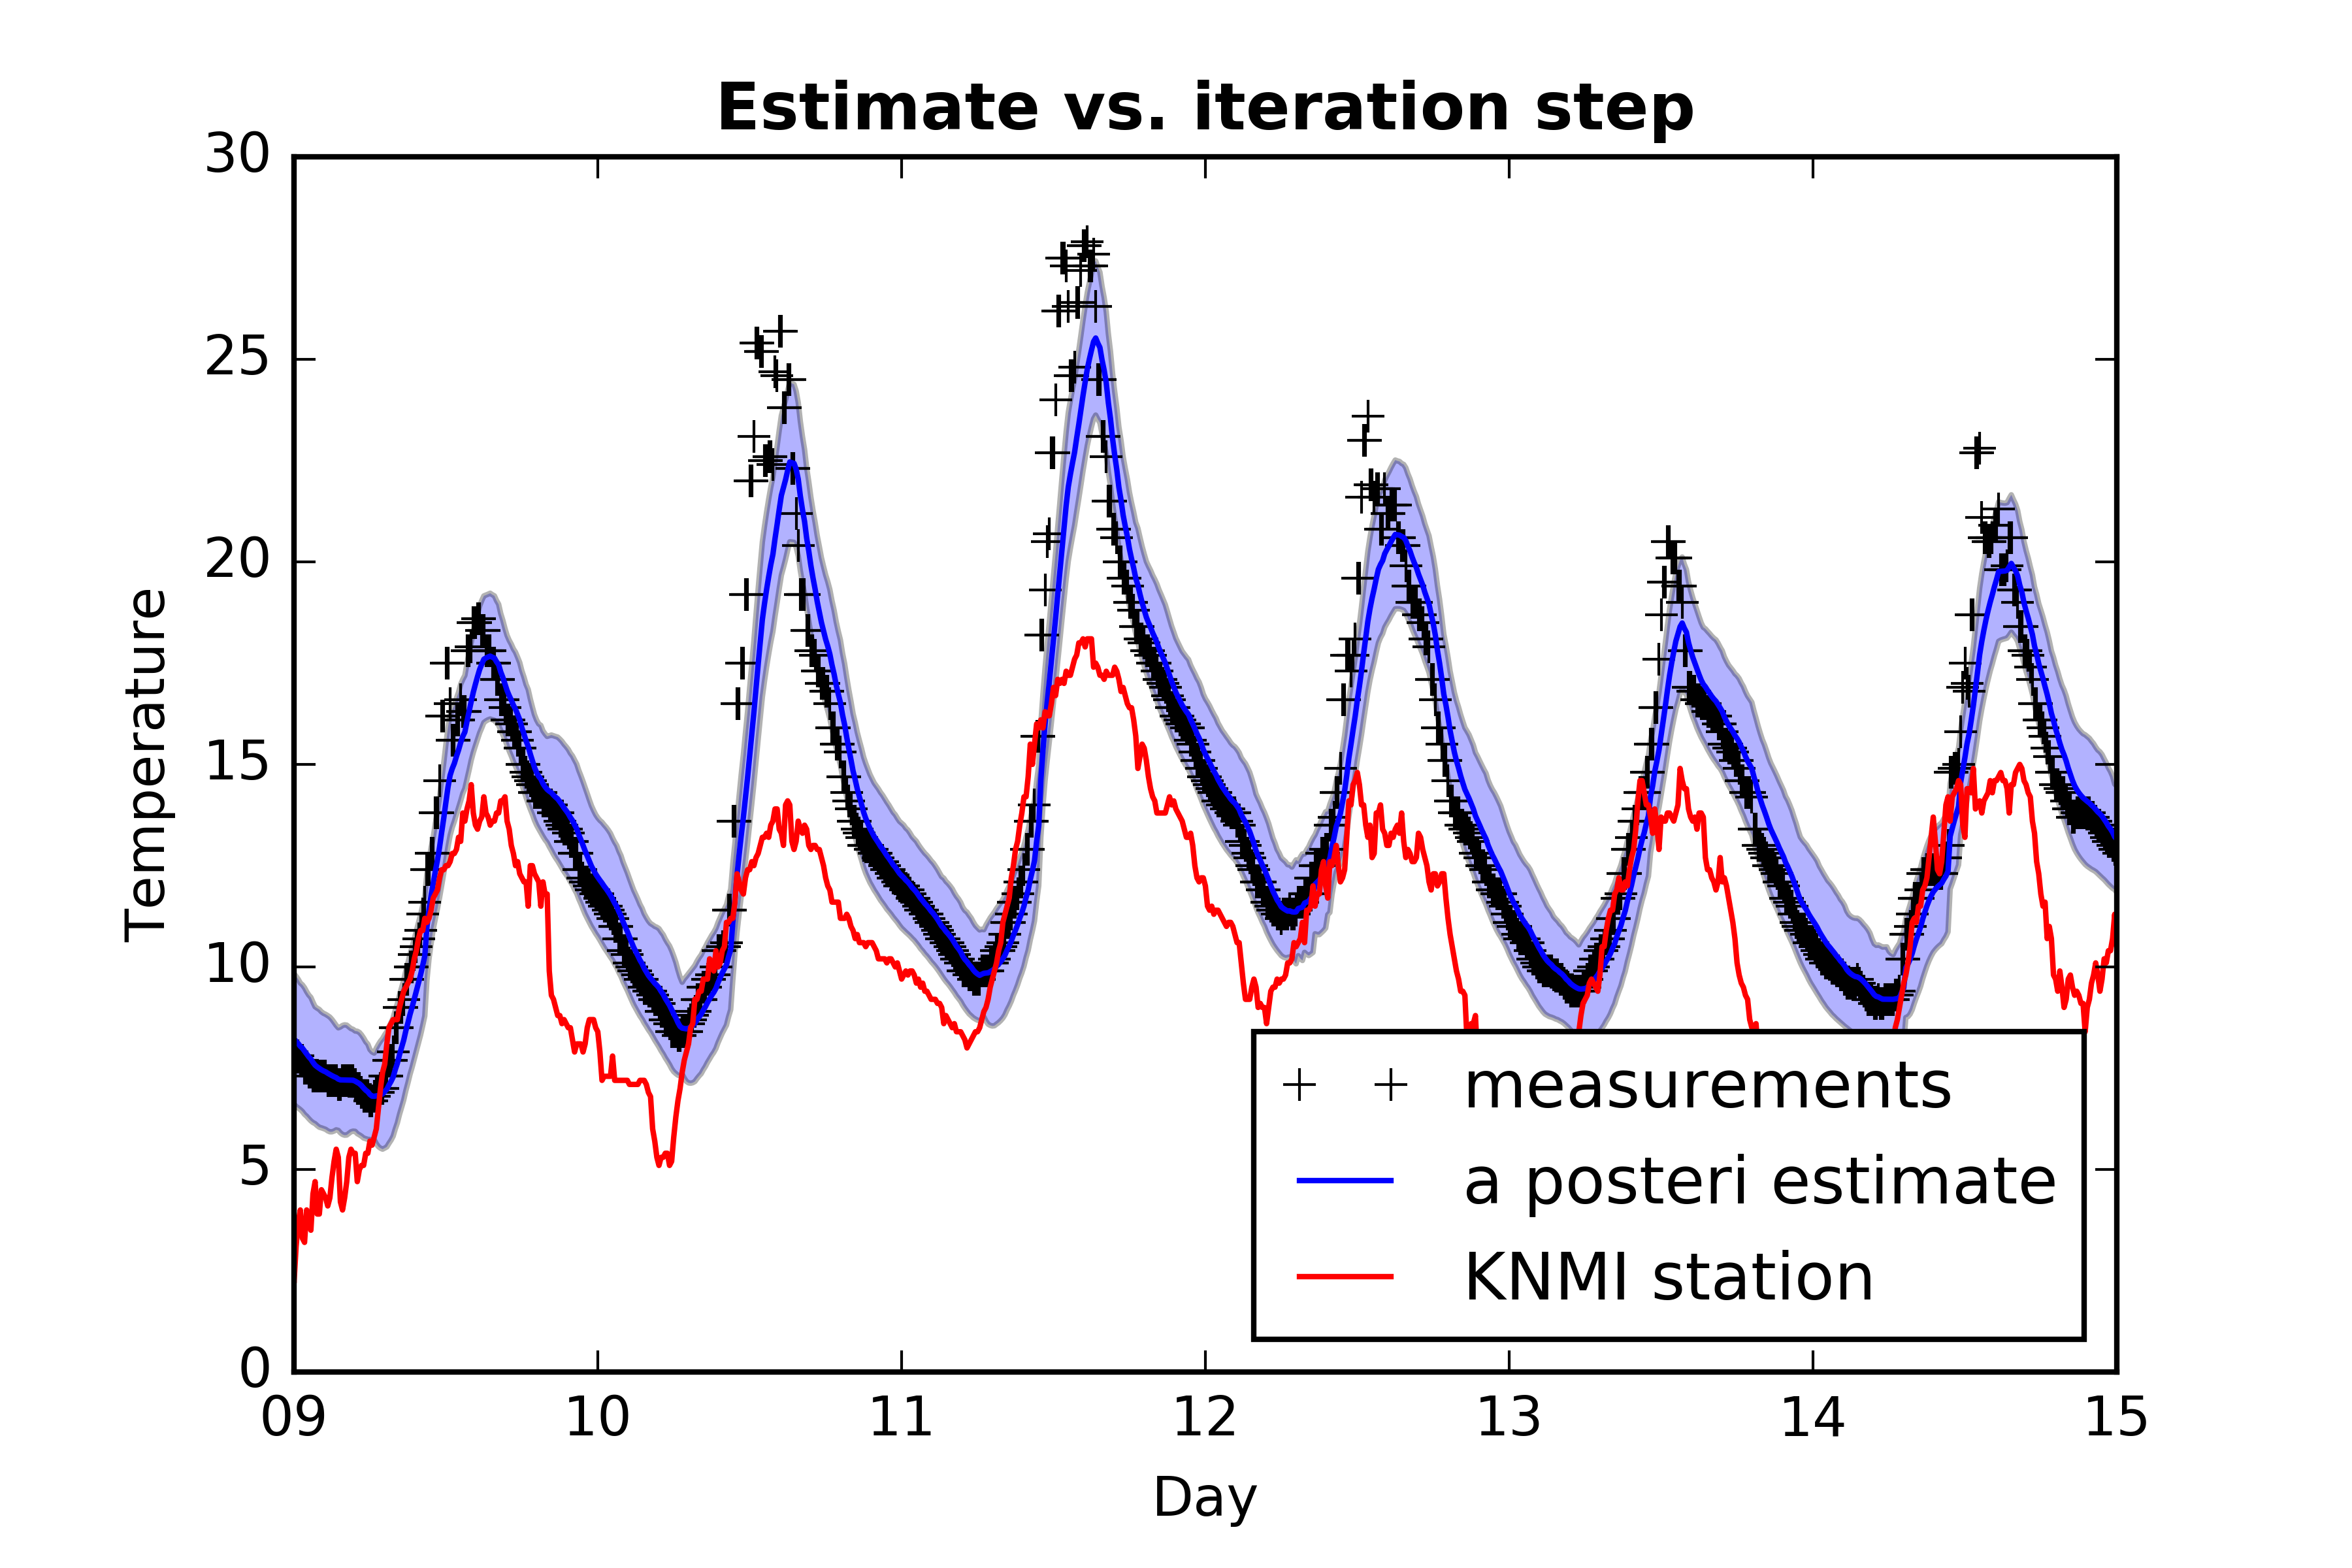 Estimate vs. iteration step
30
25
20
15
10
5
0
Temperature
09 10 11 12 13 14 15
Day
measurements
a posteri estimate
KNMI station